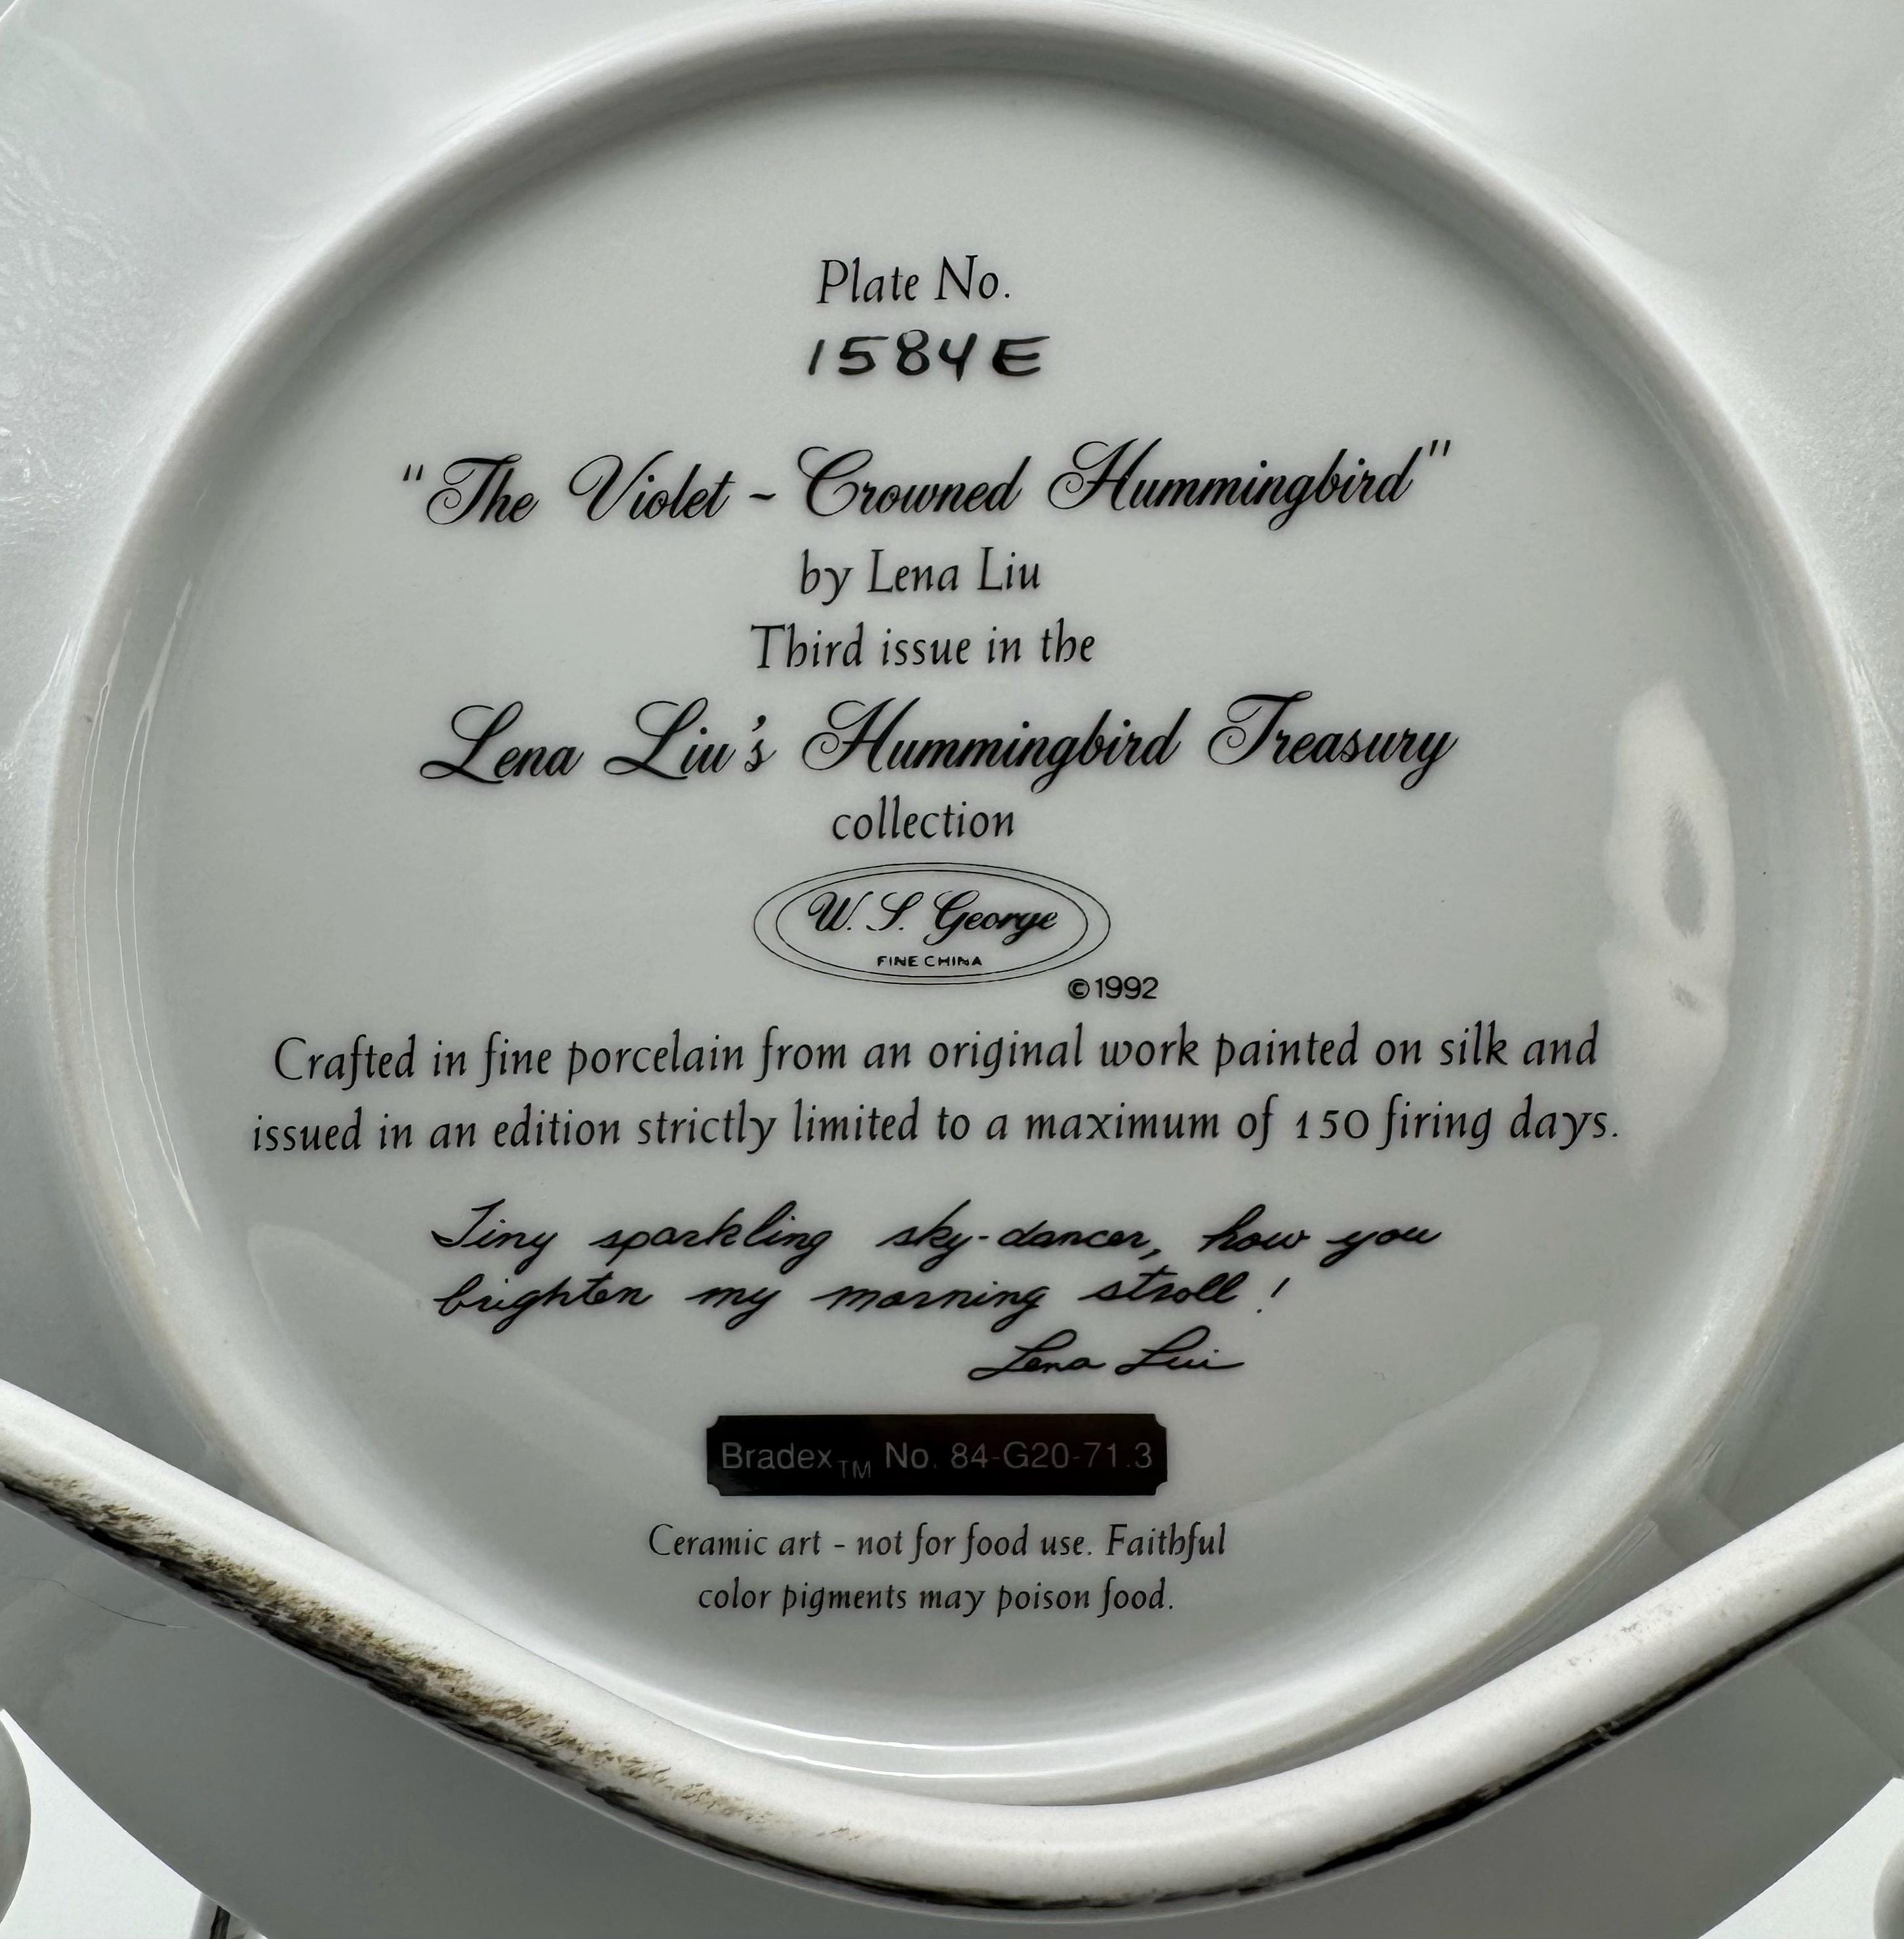 Plate No.
1584E
"The Violet ~ Crowned Hummingbird"
by Lena Liu
Third issue in the
Lena Liu's Hummingbird Treasury
collection
W. S. George
FINE CHINA
©1992
Crafted in fine porcelain from an original work painted on silk and
issued in an edition strictly limited to a maximum of 150 firing days.
Tiny sparkling sky-dancer, how you
brighten my morning stroll!
Lena Liu
Bradex™ No. 84-G20-71.3
Ceramic art - not for food use. Faithful
color pigments may poison food.